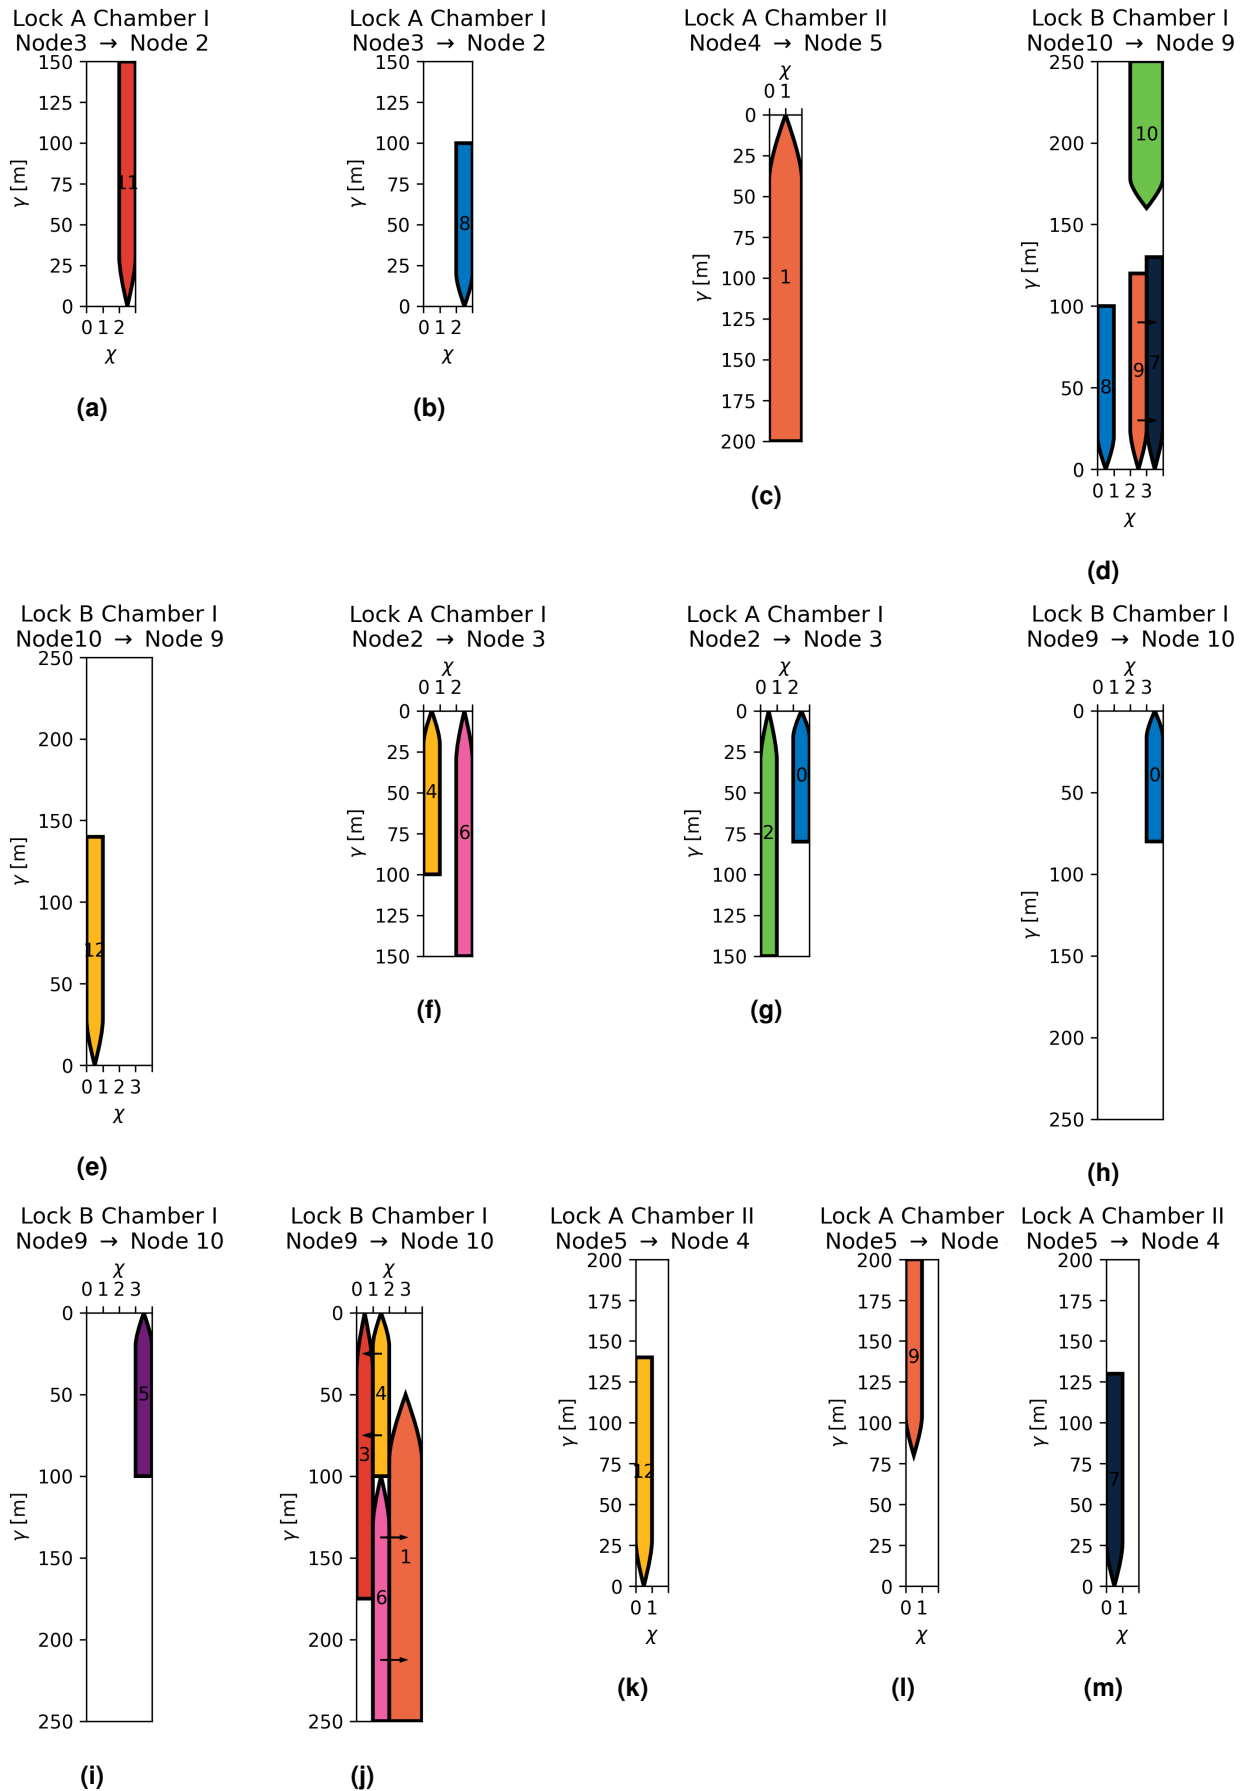 Lock A Chamber I
Node3 → Node 2
150
125
100
75
50
25
0
γ [m]
11
0 1 2
χ
(a)
Lock A Chamber I
Node3 → Node 2
150
125
100
75
50
25
0
γ [m]
8
0 1 2
χ
(b)
Lock A Chamber II
Node4 → Node 5
χ
0 1
0
25
50
75
100
125
150
175
200
γ [m]
1
(c)
Lock B Chamber I
Node10 → Node 9
250
200
150
100
50
0
γ [m]
10
8
9
7
0 1 2 3
χ
(d)
Lock B Chamber I
Node10 → Node 9
250
200
150
100
50
0
γ [m]
12
0 1 2 3
χ
(e)
Lock A Chamber I
Node2 → Node 3
χ
0 1 2
0
25
50
75
100
125
150
γ [m]
4
6
(f)
Lock A Chamber I
Node2 → Node 3
χ
0 1 2
0
25
50
75
100
125
150
γ [m]
2
0
(g)
Lock B Chamber I
Node9 → Node 10
χ
0 1 2 3
0
50
100
150
200
250
γ [m]
0
(h)
Lock B Chamber I
Node9 → Node 10
χ
0 1 2 3
0
50
100
150
200
250
γ [m]
5
(i)
Lock B Chamber I
Node9 → Node 10
χ
0 1 2 3
0
50
100
150
200
250
γ [m]
3
4
6
1
(j)
Lock A Chamber II
Node5 → Node 4
200
175
150
125
100
75
50
25
0
γ [m]
12
0 1
χ
(k)
Lock A Chamber
Node5 → Node
200
175
150
125
100
75
50
25
0
γ [m]
9
0 1
χ
(l)
Lock A Chamber II
Node5 → Node 4
200
175
150
125
100
75
50
25
0
γ [m]
7
0 1
χ
(m)